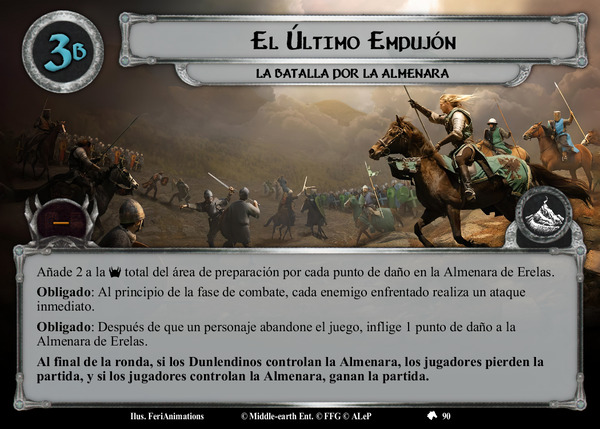 3B
El Último Empujón
La Batalla por la Almenara
–
Añade 2 a la total del área de preparación por cada punto de daño en la Almenara de Erelas.
Obligado: Al principio de la fase de combate, cada enemigo enfrentado realiza un ataque
inmediato.
Obligado: Después de que un personaje abandone el juego, inflige 1 punto de daño a la
Almenara de Erelas.
Al final de la ronda, si los Dunlendinos controlan la Almenara, los jugadores pierden la
partida, y si los jugadores controlan la Almenara, ganan la partida.
Ilus. FeriAnimations © Middle-earth Ent. © FFG © ALeP 90